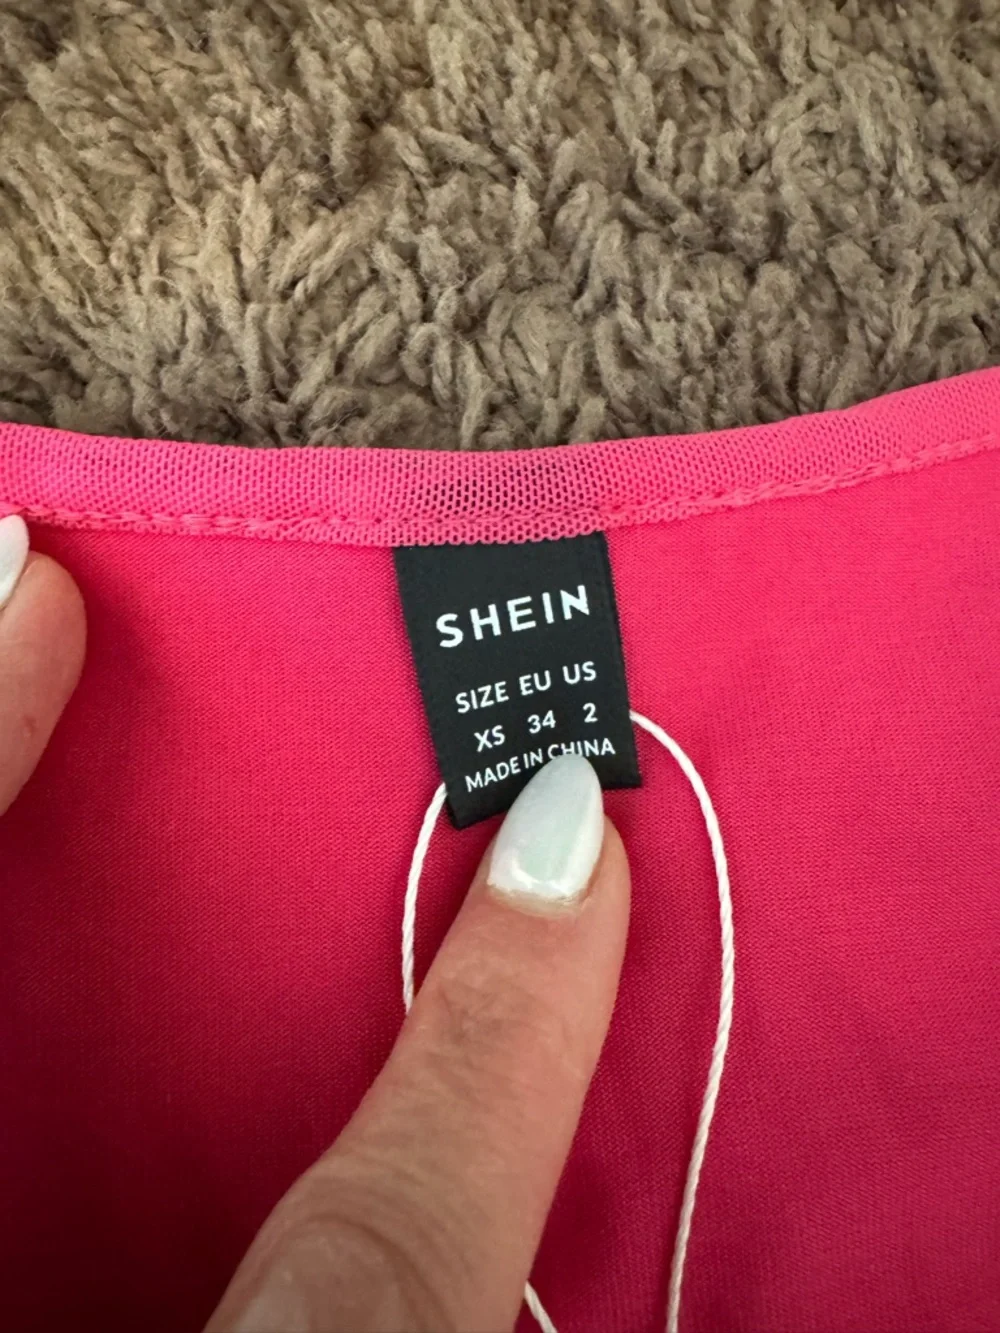 SHEIN
SIZE EU US
XS 34 2
MADE IN CHINA